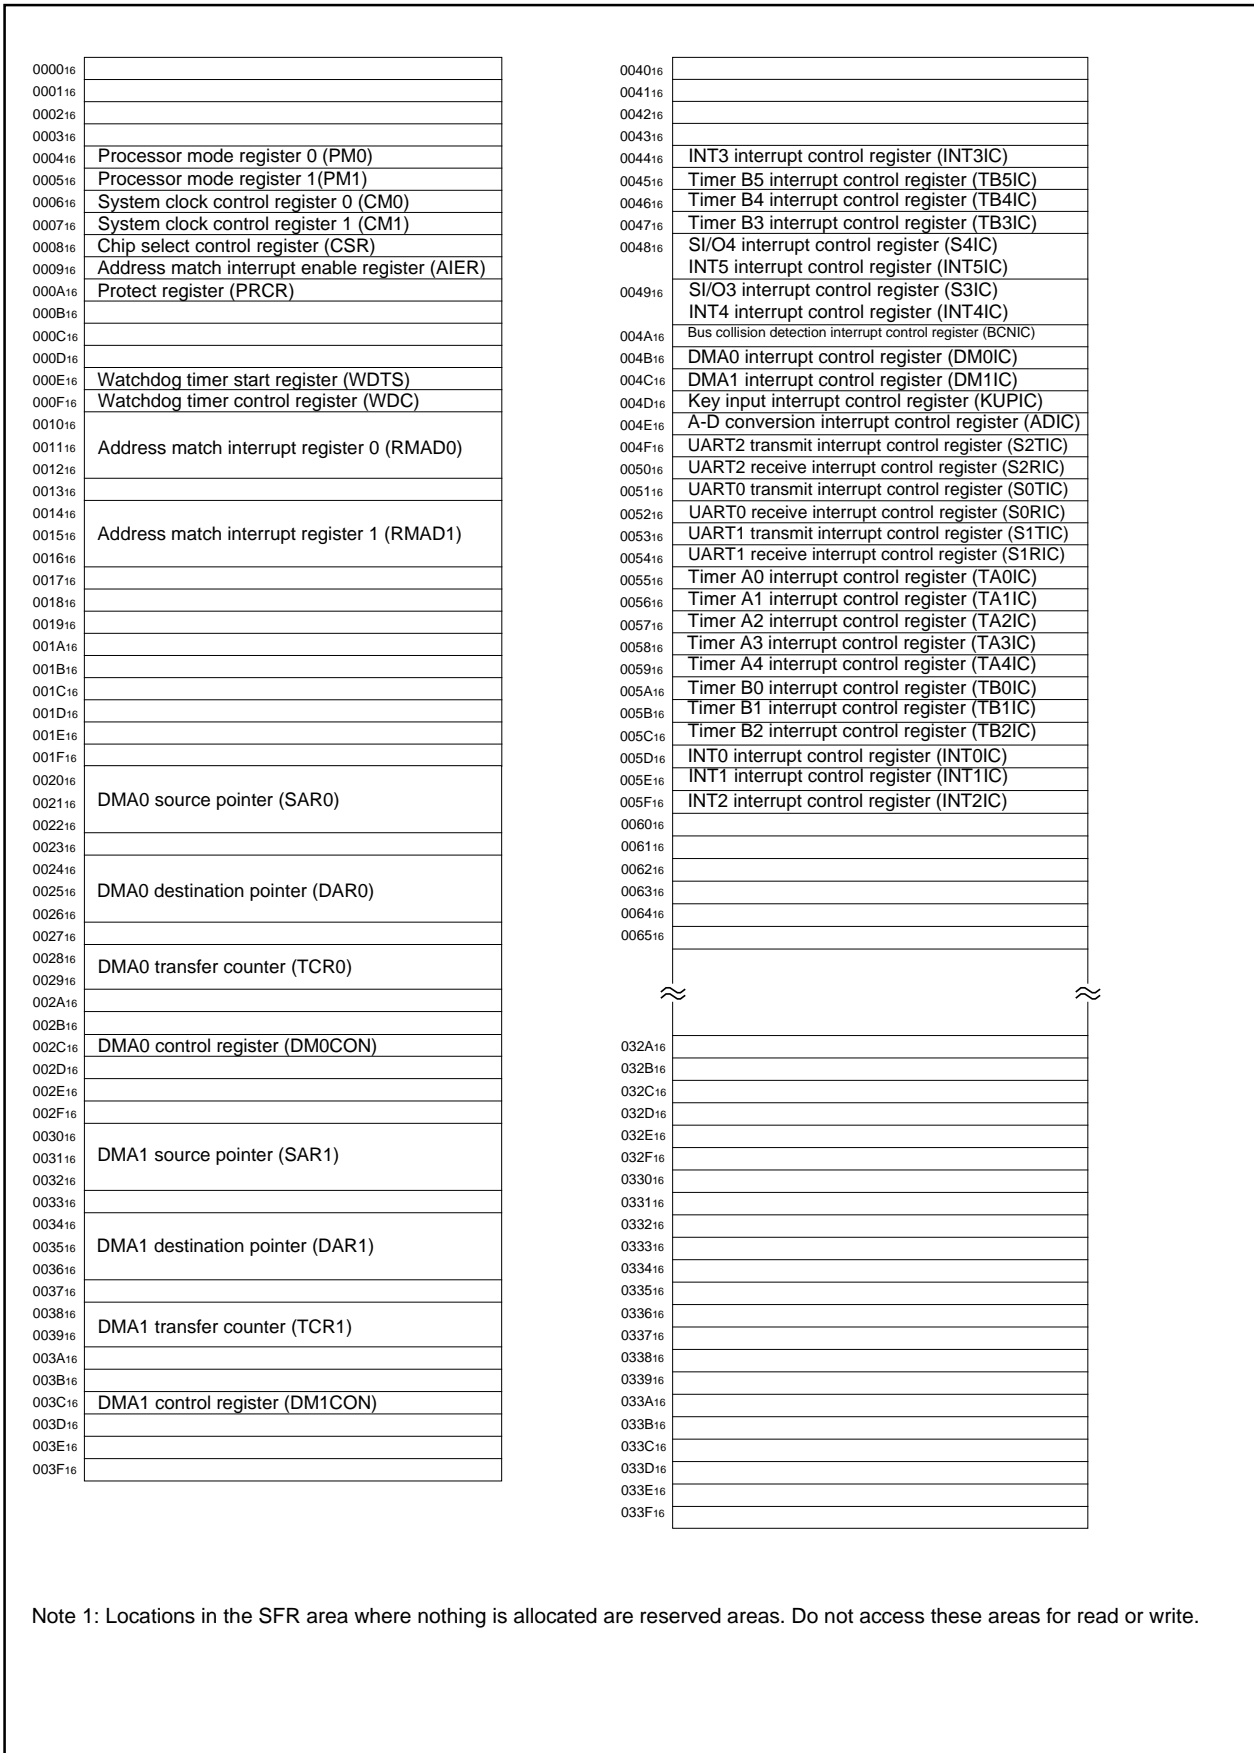 0000₁₆
0001₁₆
0002₁₆
0003₁₆
0004₁₆ Processor mode register 0 (PM0)
0005₁₆ Processor mode register 1(PM1)
0006₁₆ System clock control register 0 (CM0)
0007₁₆ System clock control register 1 (CM1)
0008₁₆ Chip select control register (CSR)
0009₁₆ Address match interrupt enable register (AIER)
000A₁₆ Protect register (PRCR)
000B₁₆
000C₁₆
000D₁₆
000E₁₆ Watchdog timer start register (WDTS)
000F₁₆ Watchdog timer control register (WDC)
0010₁₆
0011₁₆ Address match interrupt register 0 (RMAD0)
0012₁₆
0013₁₆
0014₁₆
0015₁₆ Address match interrupt register 1 (RMAD1)
0016₁₆
0017₁₆
0018₁₆
0019₁₆
001A₁₆
001B₁₆
001C₁₆
001D₁₆
001E₁₆
001F₁₆
0020₁₆
0021₁₆ DMA0 source pointer (SAR0)
0022₁₆
0023₁₆
0024₁₆
0025₁₆ DMA0 destination pointer (DAR0)
0026₁₆
0027₁₆
0028₁₆
DMA0 transfer counter (TCR0)
0029₁₆
002A₁₆
002B₁₆
002C₁₆ DMA0 control register (DM0CON)
002D₁₆
002E₁₆
002F₁₆
0030₁₆
0031₁₆ DMA1 source pointer (SAR1)
0032₁₆
0033₁₆
0034₁₆
0035₁₆ DMA1 destination pointer (DAR1)
0036₁₆
0037₁₆
0038₁₆
DMA1 transfer counter (TCR1)
0039₁₆
003A₁₆
003B₁₆
003C₁₆ DMA1 control register (DM1CON)
003D₁₆
003E₁₆
003F₁₆
0040₁₆
0041₁₆
0042₁₆
0043₁₆
0044₁₆ INT3 interrupt control register (INT3IC)
0045₁₆ Timer B5 interrupt control register (TB5IC)
0046₁₆ Timer B4 interrupt control register (TB4IC)
0047₁₆ Timer B3 interrupt control register (TB3IC)
0048₁₆ SI/O4 interrupt control register (S4IC)
INT5 interrupt control register (INT5IC)
0049₁₆ SI/O3 interrupt control register (S3IC)
INT4 interrupt control register (INT4IC)
004A₁₆ Bus collision detection interrupt control register (BCNIC)
004B₁₆ DMA0 interrupt control register (DM0IC)
004C₁₆ DMA1 interrupt control register (DM1IC)
004D₁₆ Key input interrupt control register (KUPIC)
004E₁₆ A-D conversion interrupt control register (ADIC)
004F₁₆ UART2 transmit interrupt control register (S2TIC)
0050₁₆ UART2 receive interrupt control register (S2RIC)
0051₁₆ UART0 transmit interrupt control register (S0TIC)
0052₁₆ UART0 receive interrupt control register (S0RIC)
0053₁₆ UART1 transmit interrupt control register (S1TIC)
0054₁₆ UART1 receive interrupt control register (S1RIC)
0055₁₆ Timer A0 interrupt control register (TA0IC)
0056₁₆ Timer A1 interrupt control register (TA1IC)
0057₁₆ Timer A2 interrupt control register (TA2IC)
0058₁₆ Timer A3 interrupt control register (TA3IC)
0059₁₆ Timer A4 interrupt control register (TA4IC)
005A₁₆ Timer B0 interrupt control register (TB0IC)
005B₁₆ Timer B1 interrupt control register (TB1IC)
005C₁₆ Timer B2 interrupt control register (TB2IC)
005D₁₆ INT0 interrupt control register (INT0IC)
005E₁₆ INT1 interrupt control register (INT1IC)
005F₁₆ INT2 interrupt control register (INT2IC)
0060₁₆
0061₁₆
0062₁₆
0063₁₆
0064₁₆
0065₁₆
032A₁₆
032B₁₆
032C₁₆
032D₁₆
032E₁₆
032F₁₆
0330₁₆
0331₁₆
0332₁₆
0333₁₆
0334₁₆
0335₁₆
0336₁₆
0337₁₆
0338₁₆
0339₁₆
033A₁₆
033B₁₆
033C₁₆
033D₁₆
033E₁₆
033F₁₆
Note 1: Locations in the SFR area where nothing is allocated are reserved areas. Do not access these areas for read or write.